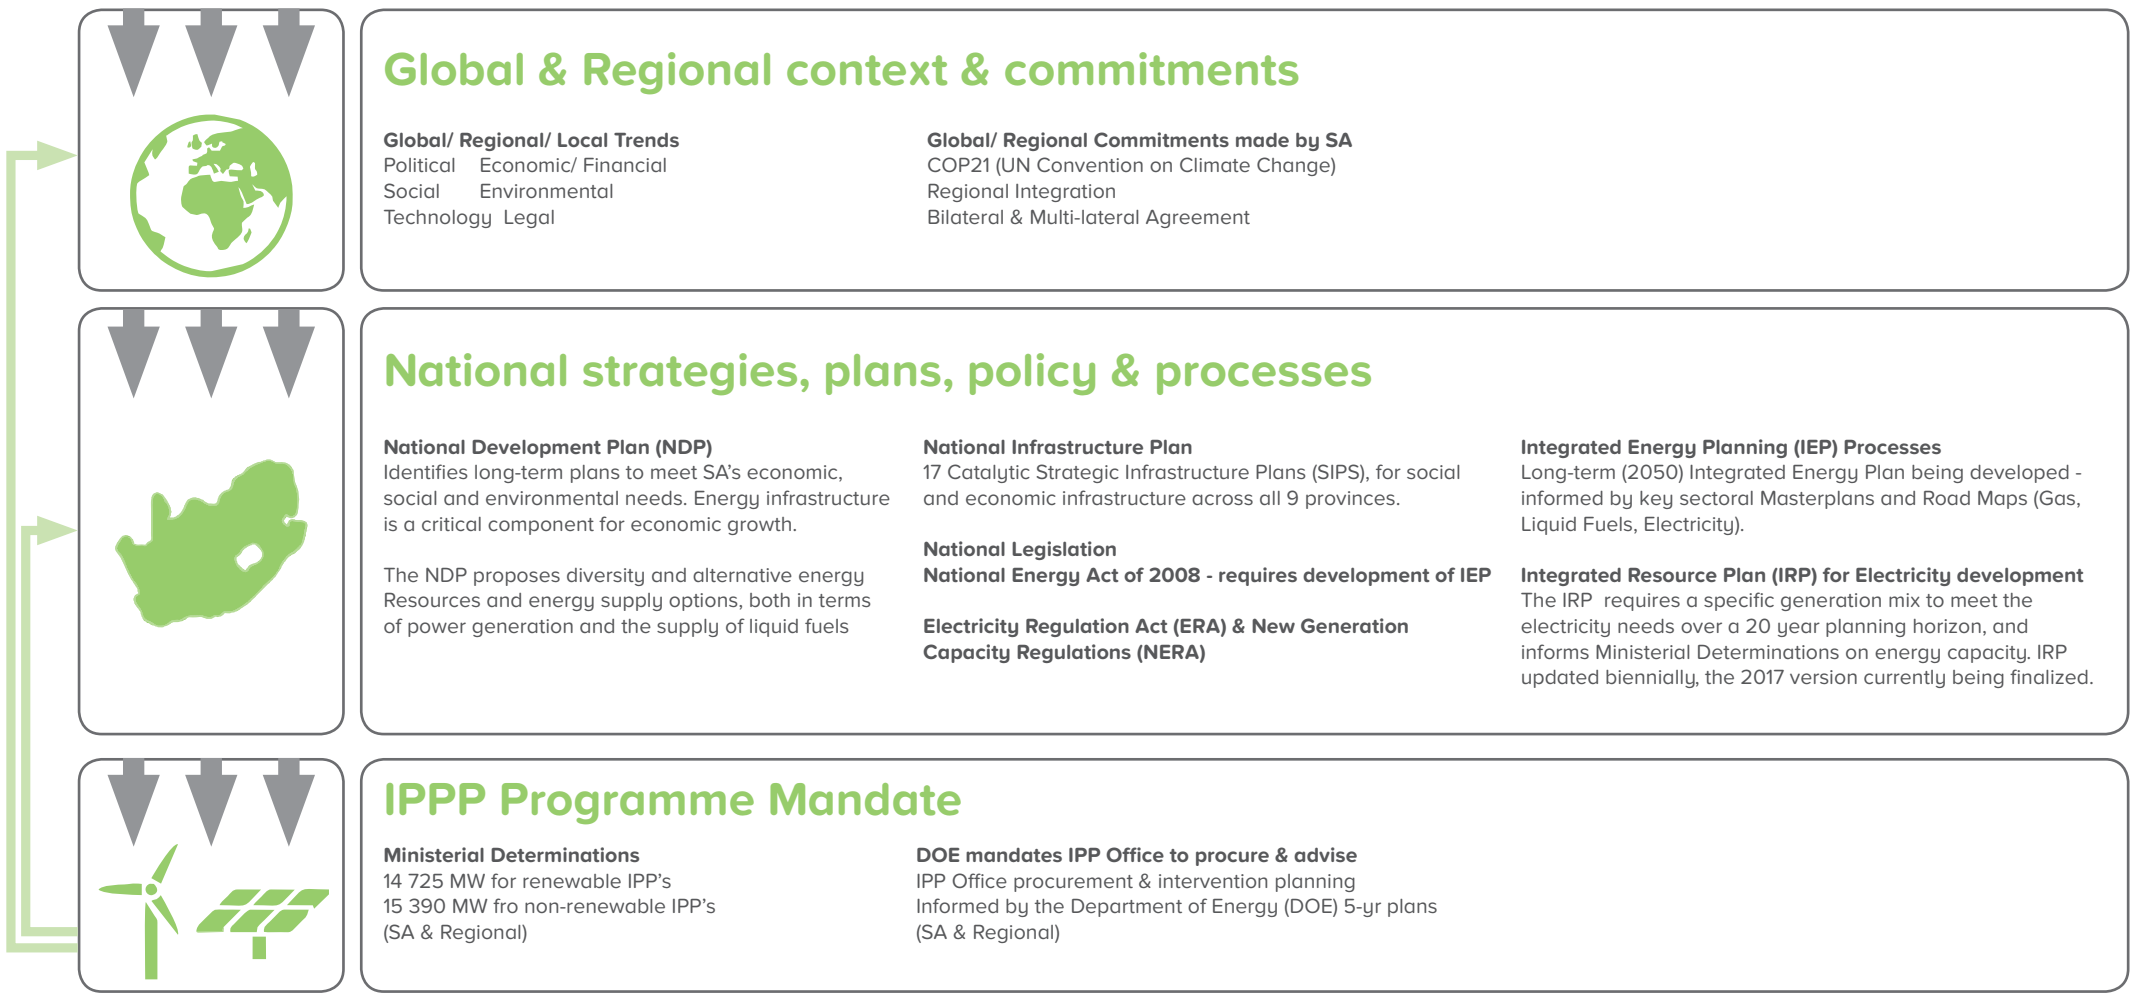 Global & Regional context & commitments
Global/ Regional/ Local Trends
Political Economic/ Financial
Social Environmental
Technology Legal
Global/ Regional Commitments made by SA
COP21 (UN Convention on Climate Change)
Regional Integration
Bilateral & Multi-lateral Agreement
National strategies, plans, policy & processes
National Development Plan (NDP)
Identifies long-term plans to meet SA's economic,
social and environmental needs. Energy infrastructure
is a critical component for economic growth.
The NDP proposes diversity and alternative energy
Resources and energy supply options, both in terms
of power generation and the supply of liquid fuels
National Infrastructure Plan
17 Catalytic Strategic Infrastructure Plans (SIPS), for social
and economic infrastructure across all 9 provinces.
National Legislation
National Energy Act of 2008 - requires development of IEP
Electricity Regulation Act (ERA) & New Generation
Capacity Regulations (NERA)
Integrated Energy Planning (IEP) Processes
Long-term (2050) Integrated Energy Plan being developed -
informed by key sectoral Masterplans and Road Maps (Gas,
Liquid Fuels, Electricity).
Integrated Resource Plan (IRP) for Electricity development
The IRP requires a specific generation mix to meet the
electricity needs over a 20 year planning horizon, and
informs Ministerial Determinations on energy capacity. IRP
updated biennially, the 2017 version currently being finalized.
IPPP Programme Mandate
Ministerial Determinations
14 725 MW for renewable IPP's
15 390 MW fro non-renewable IPP's
(SA & Regional)
DOE mandates IPP Office to procure & advise
IPP Office procurement & intervention planning
Informed by the Department of Energy (DOE) 5-yr plans
(SA & Regional)